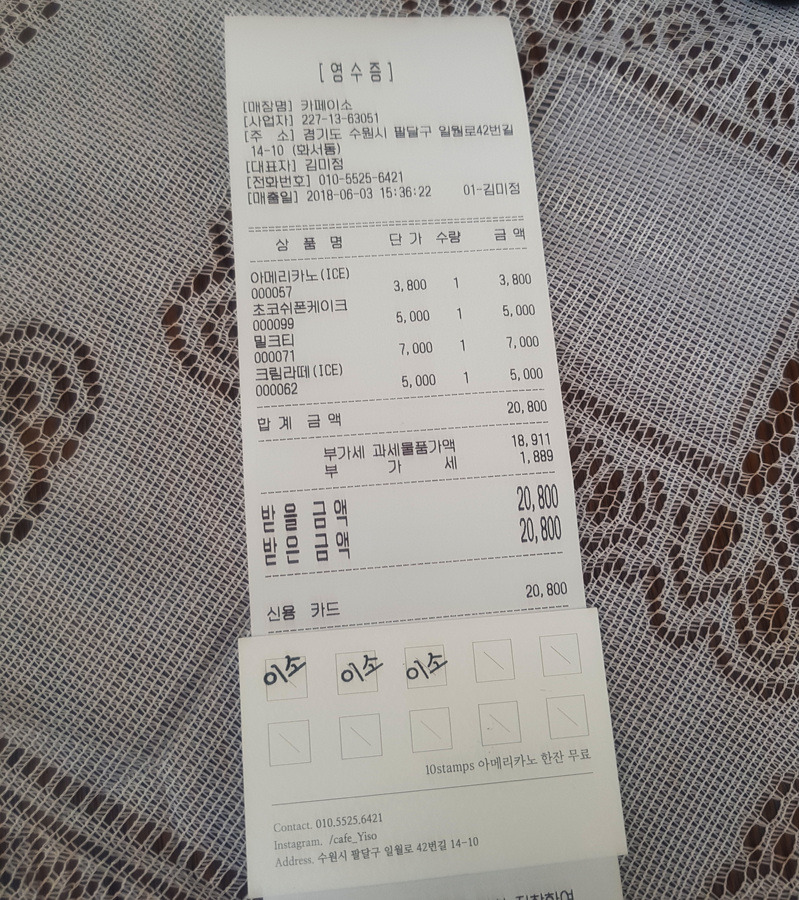 [영수증]
[매장명] 카페이소
[사업자] 227-13-63051
[주 소] 경기도 수원시 팔달구 일월로42번길
14-10 (화서동)
[대표자] 김미정
[전화번호] 010-5525-6421
[매출일] 2018-06-03 15:36:22 01-김미정
상 품 명 단 가 수량 금 액
아메리카노(ICE)
000057 3,800 1 3,800
초코쉬폰케이크
000099 5,000 1 5,000
밀크티
000071 7,000 1 7,000
크림라떼(ICE)
000062 5,000 1 5,000
합 계 금 액 20,800
부가세 과세물품가액 18,911
부 가 세 1,889
받을 금액 20,800
받은 금액 20,800
신용 카드 20,800
이소 이소 이소
10stamps 아메리카노 한잔 무료
Contact. 010.5525.6421
Instagram. /cafe_Yiso
Address. 수원시 팔달구 일월로 42번길 14-10